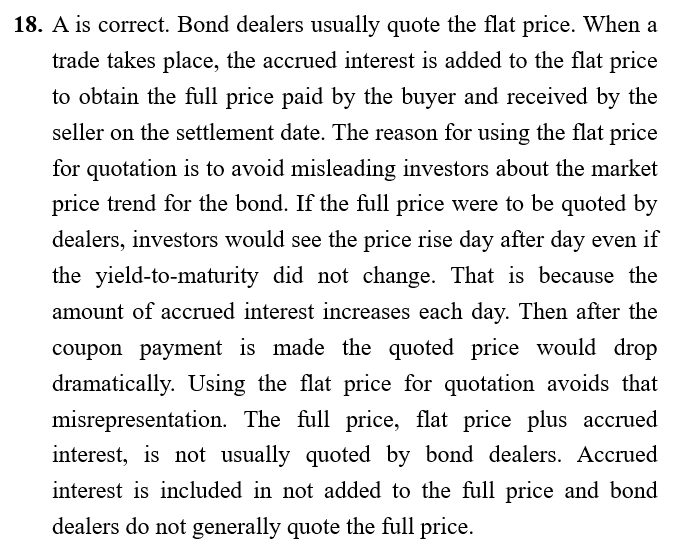 18. A is correct. Bond dealers usually quote the flat price. When a
trade takes place, the accrued interest is added to the flat price
to obtain the full price paid by the buyer and received by the
seller on the settlement date. The reason for using the flat price
for quotation is to avoid misleading investors about the market
price trend for the bond. If the full price were to be quoted by
dealers, investors would see the price rise day after day even if
the yield-to-maturity did not change. That is because the
amount of accrued interest increases each day. Then after the
coupon payment is made the quoted price would drop
dramatically. Using the flat price for quotation avoids that
misrepresentation. The full price, flat price plus accrued
interest, is not usually quoted by bond dealers. Accrued
interest is included in not added to the full price and bond
dealers do not generally quote the full price.